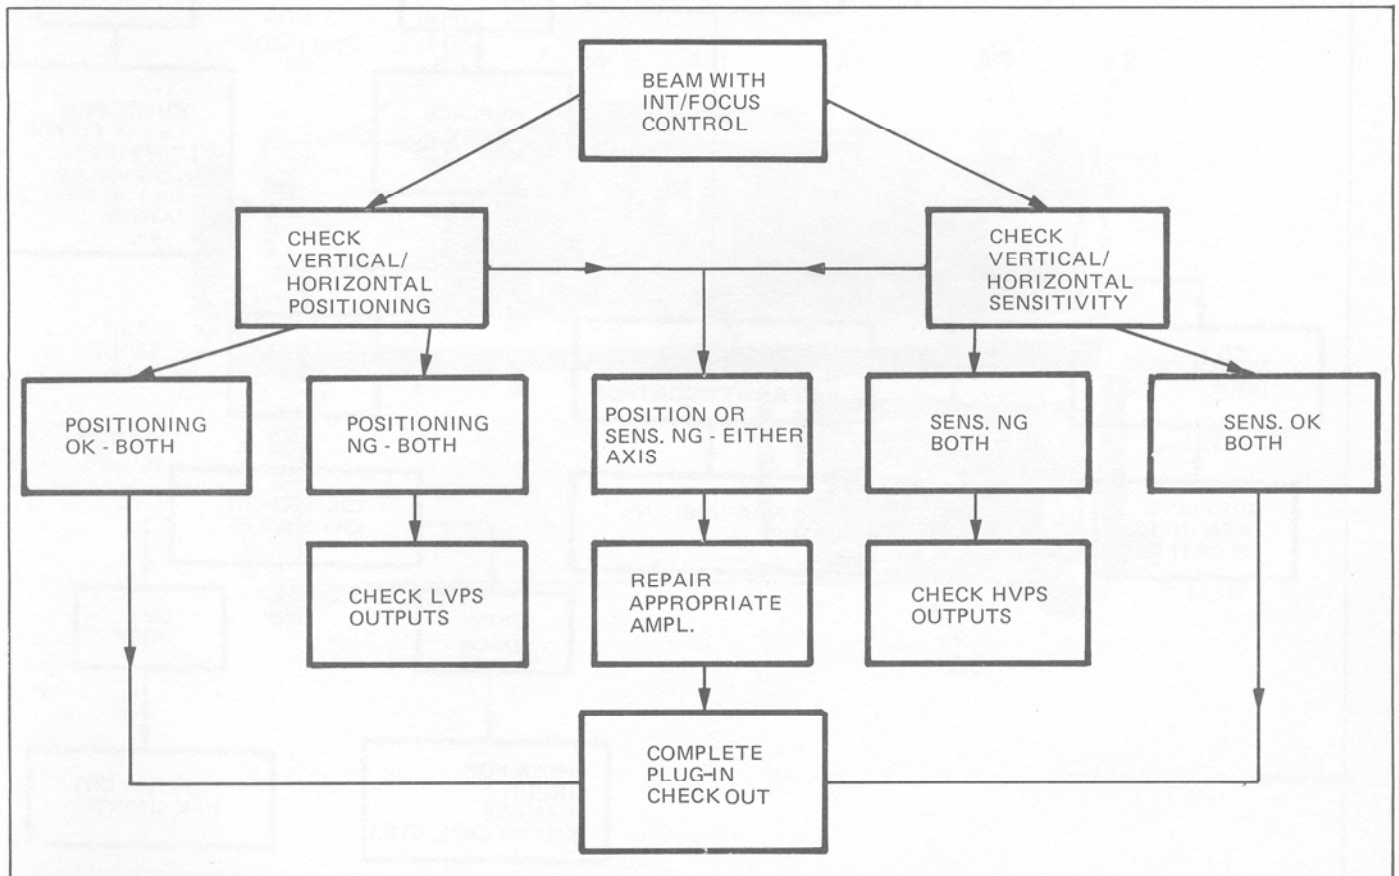 BEAM WITH
INT/FOCUS
CONTROL
CHECK
VERTICAL/
HORIZONTAL
POSITIONING
CHECK
VERTICAL/
HORIZONTAL
SENSITIVITY
POSITIONING
OK - BOTH
POSITIONING
NG - BOTH
POSITION OR
SENS. NG - EITHER
AXIS
SENS. NG
BOTH
SENS. OK
BOTH
CHECK LVPS
OUTPUTS
REPAIR
APPROPRIATE
AMPL.
CHECK HVPS
OUTPUTS
COMPLETE
PLUG-IN
CHECK OUT